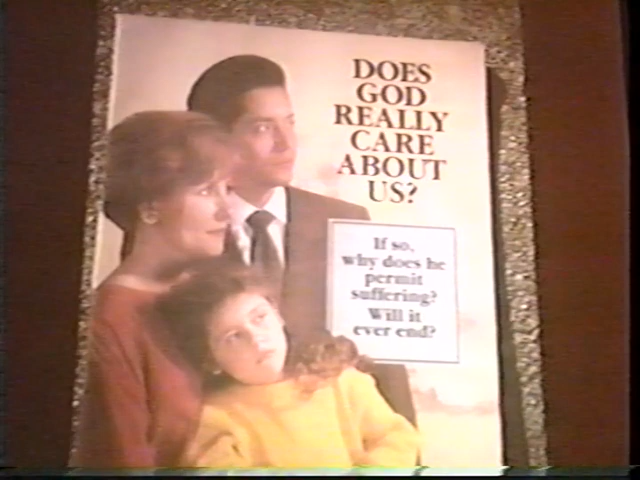 DOES
GOD
REALLY
CARE
ABOUT
US?
If so,
why does he
permit
suffering?
Will it
ever end?